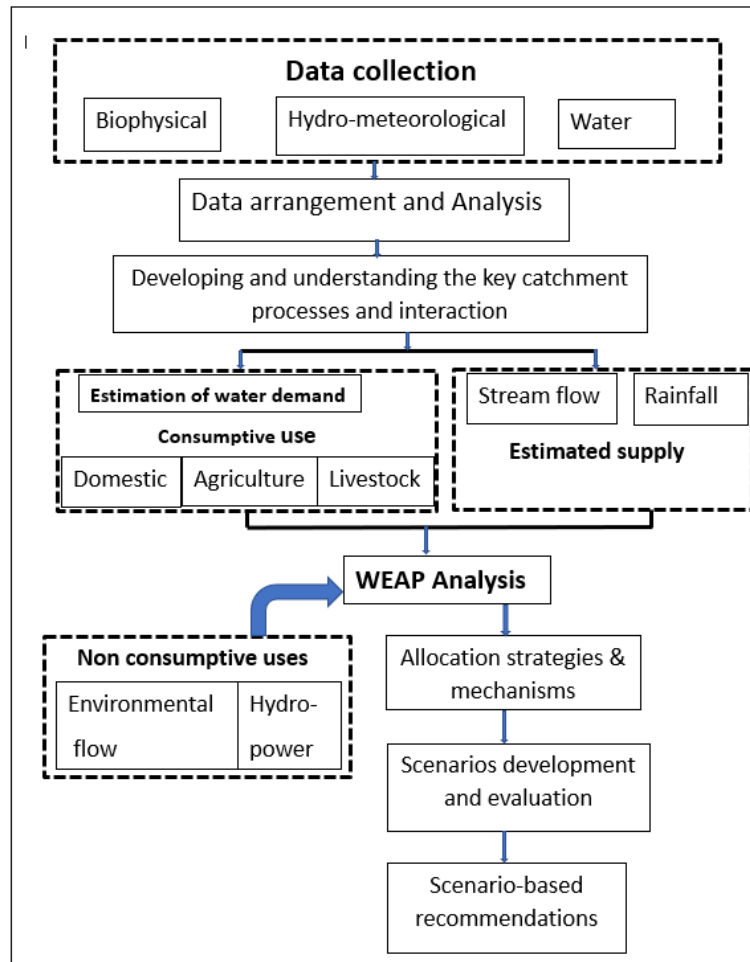 Data collection
Biophysical
Hydro-meteorological
Water
Data arrangement and Analysis
Developing and understanding the key catchment
processes and interaction
Estimation of water demand
Consumptive use
Domestic
Agriculture
Livestock
Stream flow
Rainfall
Estimated supply
WEAP Analysis
Non consumptive uses
Environmental
flow
Hydro-
power
Allocation strategies &
mechanisms
Scenarios development
and evaluation
Scenario-based
recommendations